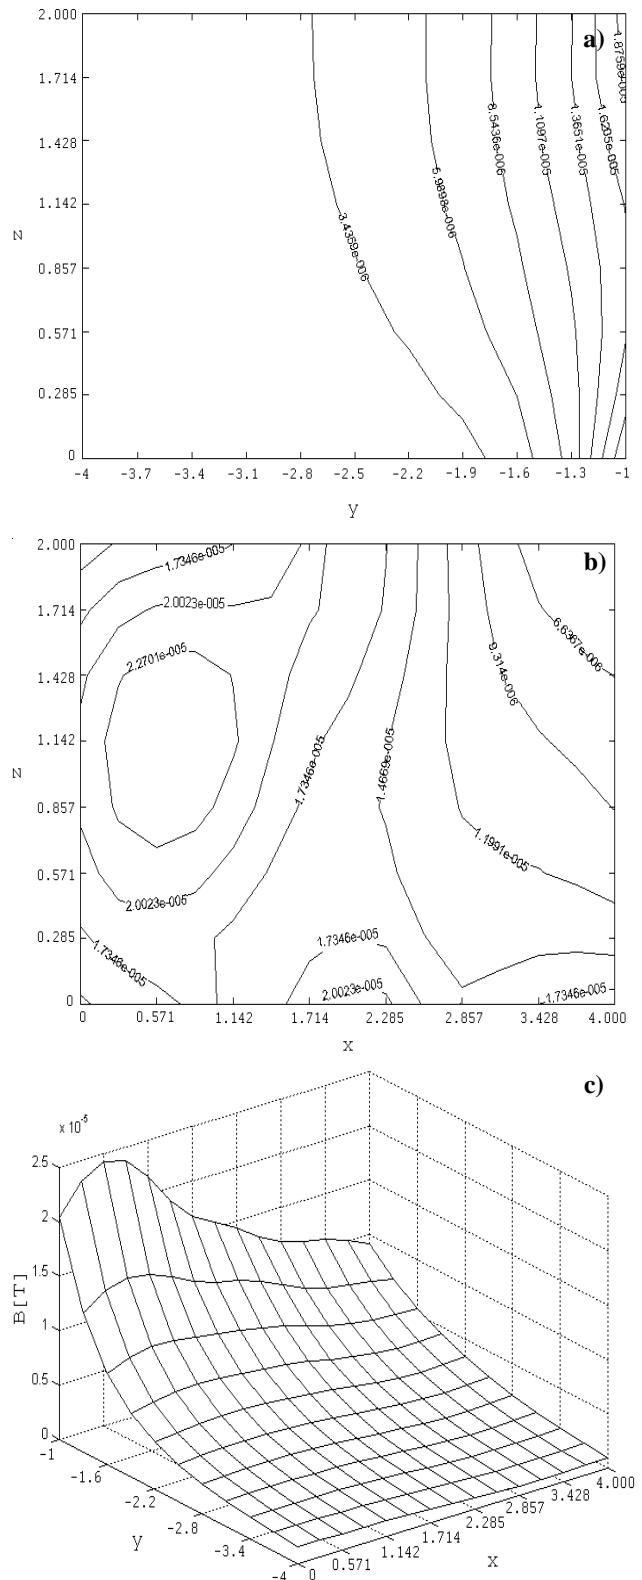 2.000
a)
1.8759e-005
1.714
8.5436e-006
1.1097e-005
1.3651e-005
1.6205e-005
1.428
5.9898e-006
1.142
z
3.4359e-006
0.857
0.571
0.285
0
-4 -3.7 -3.4 -3.1 -2.8 -2.5 -2.2 -1.9 -1.6 -1.3 -1
y
2.000
b)
1.7346e-005
1.714
2.0023e-005
6.6367e-006
2.2701e-005
9.314e-006
1.428
1.142
z
1.7346e-005
1.4669e-005
0.857
1.1991e-005
0.571
2.0023e-005
0.285
1.7346e-005
1.7346e-005
2.0023e-005
1.7346e-005
0
0 0.571 1.142 1.714 2.285 2.857 3.428 4.000
x
c)
x 10⁻⁵
2.5
2
1.5
B[T]
1
0.5
0
-1
-1.6
-2.2
-2.8
-3.4
-4
y
0 0.571 1.142 1.714 2.285 2.857 3.428 4.000
x